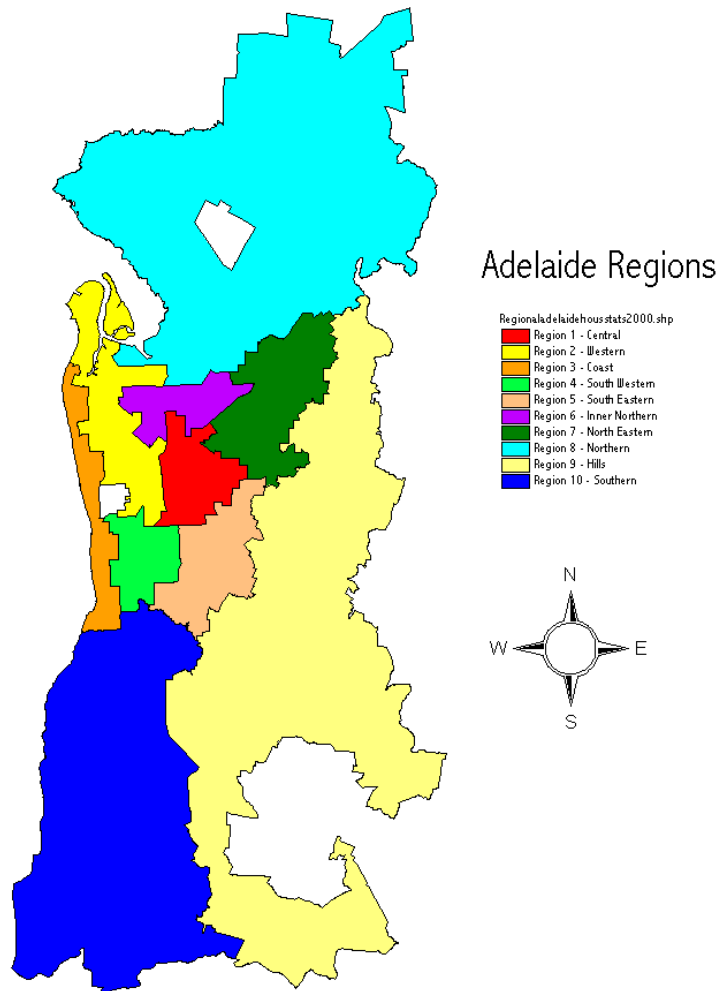 Adelaide Regions
Regionaladelaidehousstats2000.shp
Region 1 - Central
Region 2 - Western
Region 3 - Coast
Region 4 - South Western
Region 5 - South Eastern
Region 6 - Inner Northern
Region 7 - North Eastern
Region 8 - Northern
Region 9 - Hills
Region 10 - Southern
N
W E
S